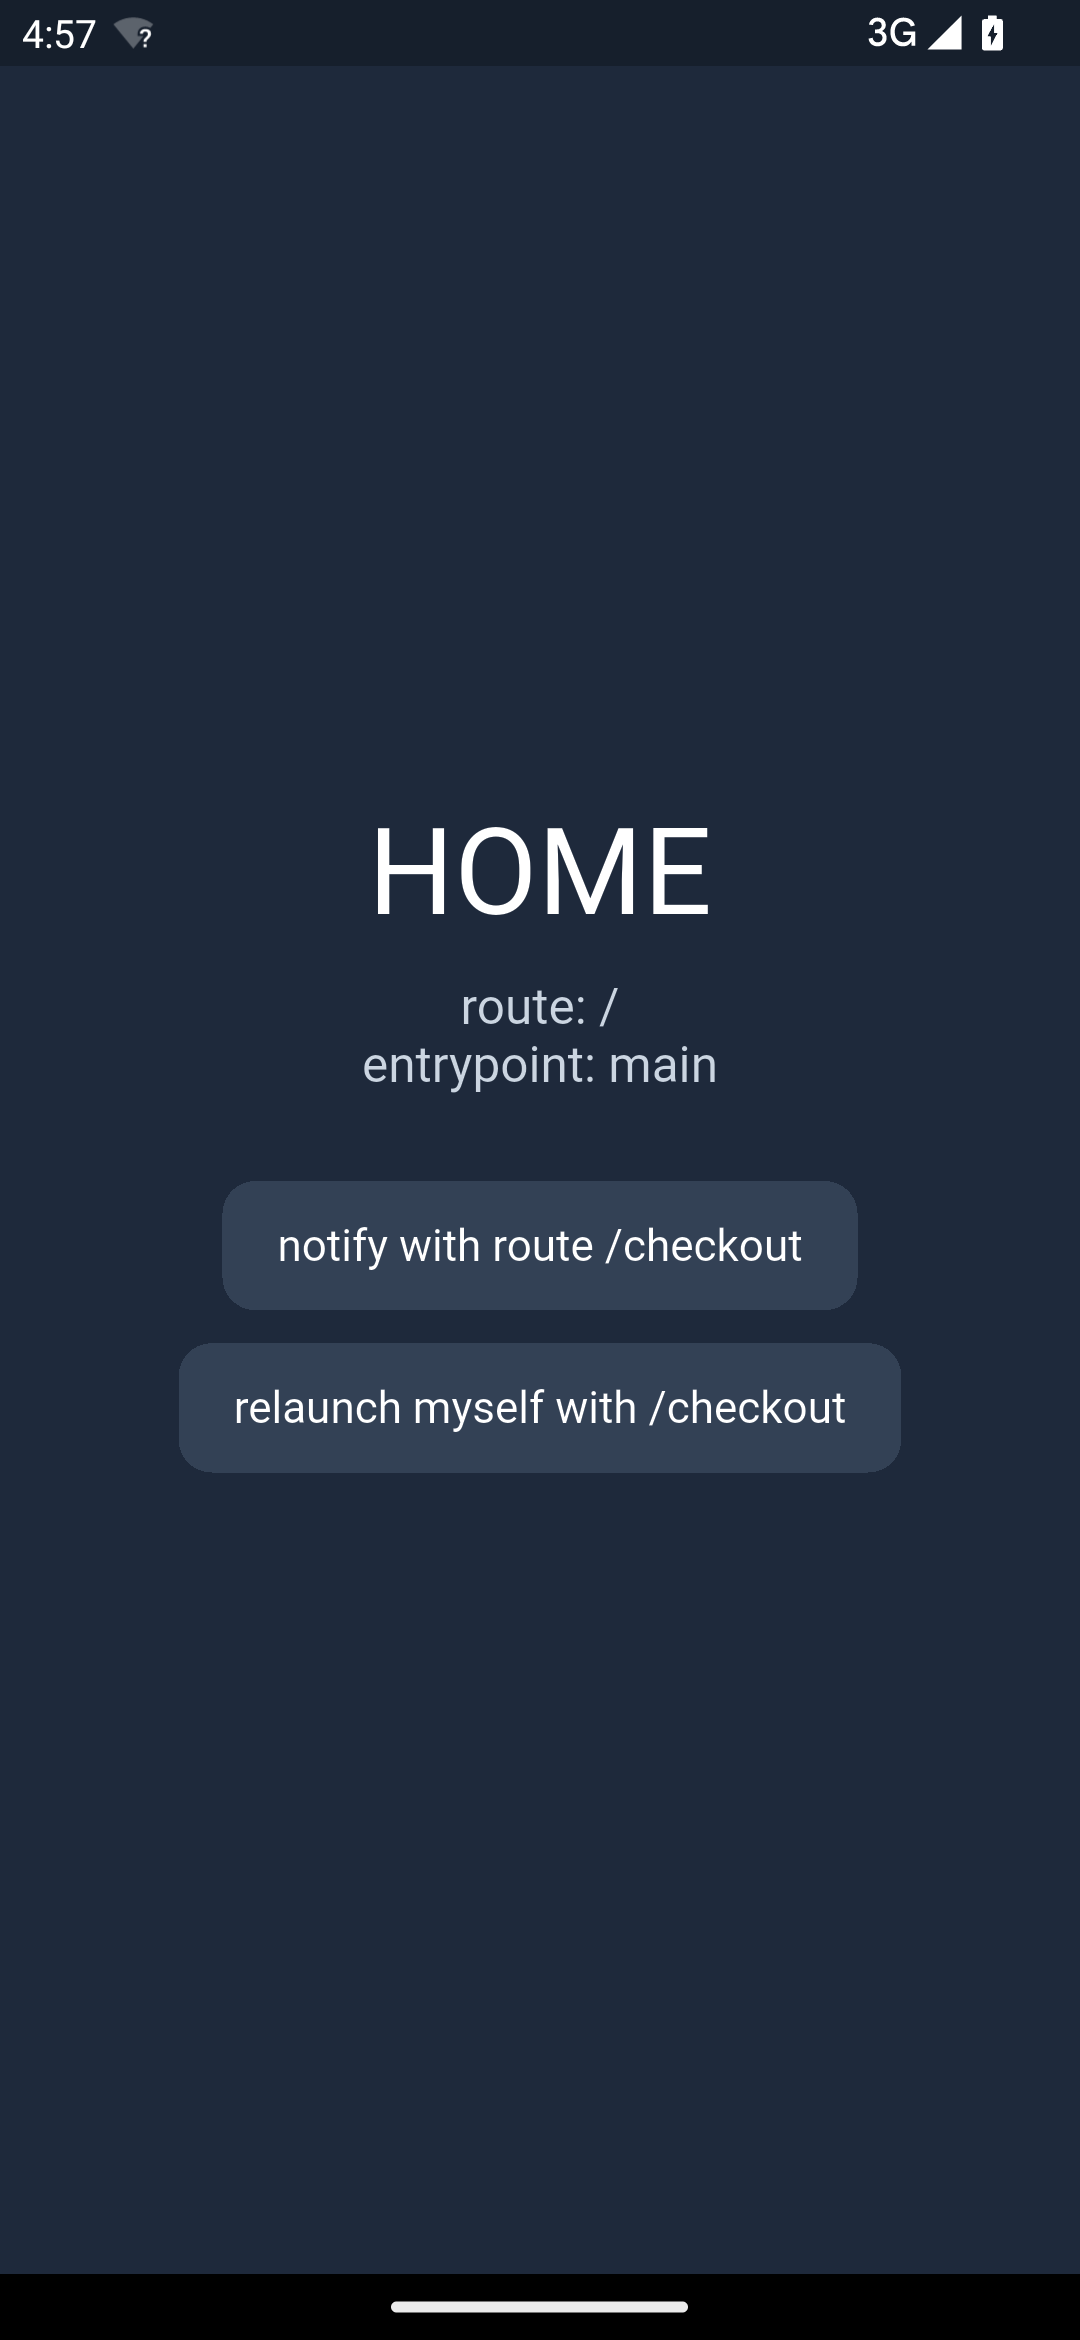 4:57
3G
HOME
route: /
entrypoint: main
notify with route /checkout
relaunch myself with /checkout